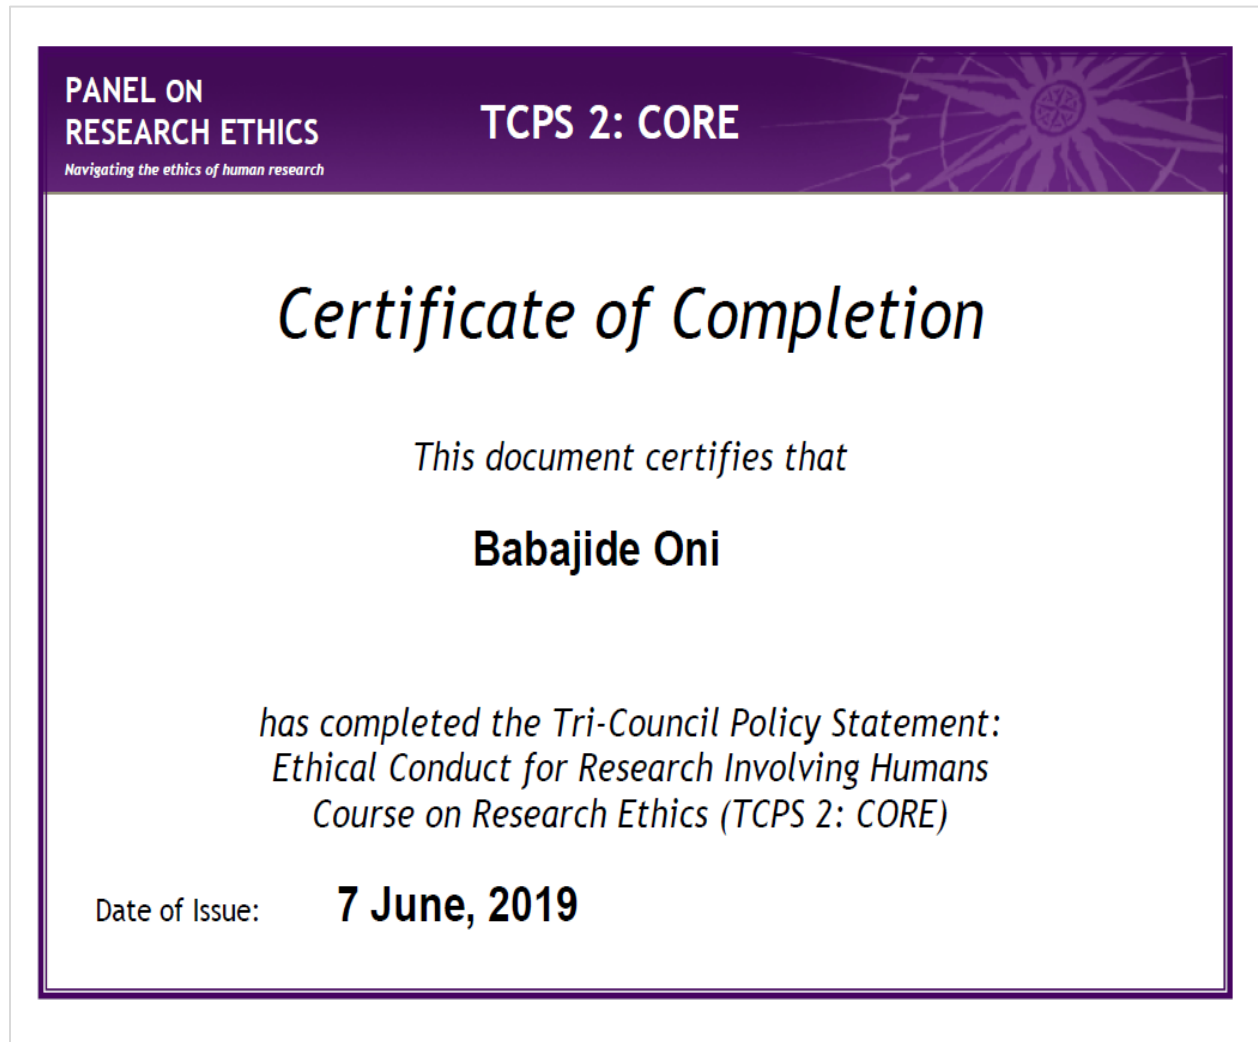 PANEL ON
RESEARCH ETHICS
Navigating the ethics of human research
TCPS 2: CORE
Certificate of Completion
This document certifies that
Babajide Oni
has completed the Tri-Council Policy Statement:
Ethical Conduct for Research Involving Humans
Course on Research Ethics (TCPS 2: CORE)
Date of Issue: 7 June, 2019